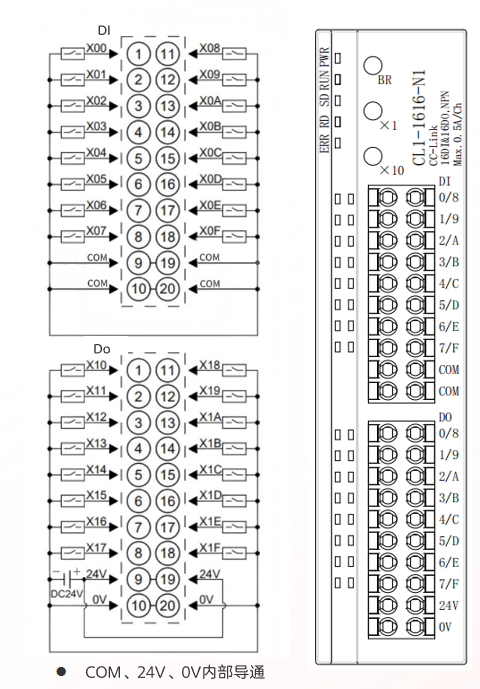 DI
X00 1 11 X08
X01 2 12 X09
X02 3 13 X0A
X03 4 14 X0B
X04 5 15 X0C
X05 6 16 X0D
X06 7 17 X0E
X07 8 18 X0F
COM 9 19 COM
COM 10 20 COM
Do
X10 1 11 X18
X11 2 12 X19
X12 3 13 X1A
X13 4 14 X1B
X14 5 15 X1C
X15 6 16 X1D
X16 7 17 X1E
X17 8 18 X1F
− + 24V 9 19 24V
DC24V
0V 10 20 0V
● COM、24V、0V内部导通
PWR
RUN
SD
RD
ERR
BR
×1
×10
CL1-1616-N1
CC-Link
16DI&16DO,NPN
Max.0.5A/Ch
DI
0/8
1/9
2/A
3/B
4/C
5/D
6/E
7/F
COM
COM
DO
0/8
1/9
2/A
3/B
4/C
5/D
6/E
7/F
24V
0V